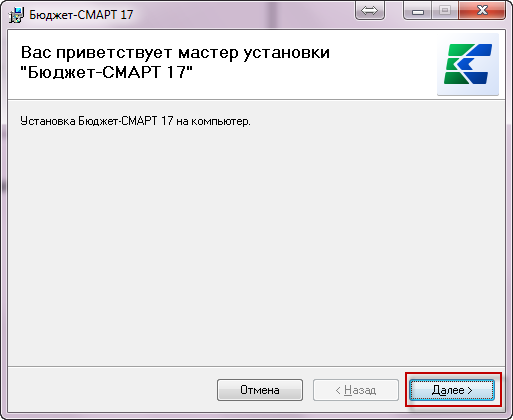 Бюджет-СМАРТ 17
Вас приветствует мастер установки
"Бюджет-СМАРТ 17"
Установка Бюджет-СМАРТ 17 на компьютер.
Отмена
< Назад
Далее >